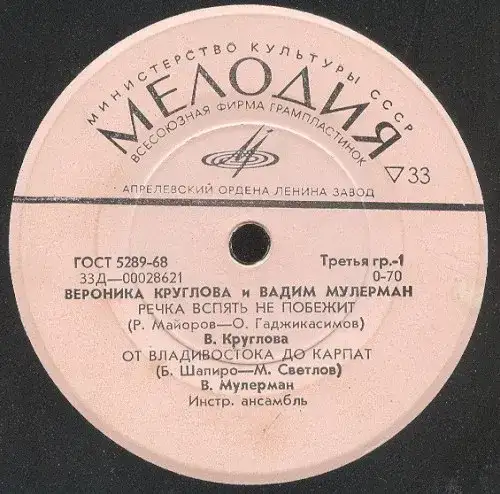 МИНИСТЕРСТВО КУЛЬТУРЫ СССР
МЕЛОДИЯ
ВСЕСОЮЗНАЯ ФИРМА ГРАМПЛАСТИНОК
▽33
АПРЕЛЕВСКИЙ ОРДЕНА ЛЕНИНА ЗАВОД
ГОСТ 5289-68 Третья гр.-1
33Д—00028621 0-70
ВЕРОНИКА КРУГЛОВА и ВАДИМ МУЛЕРМАН
РЕЧКА ВСПЯТЬ НЕ ПОБЕЖИТ
(Р. Майоров—О. Гаджикасимов)
В. Круглова
ОТ ВЛАДИВОСТОКА ДО КАРПАТ
(Б. Шапиро—М. Светлов)
В. Мулерман
Инстр. ансамбль